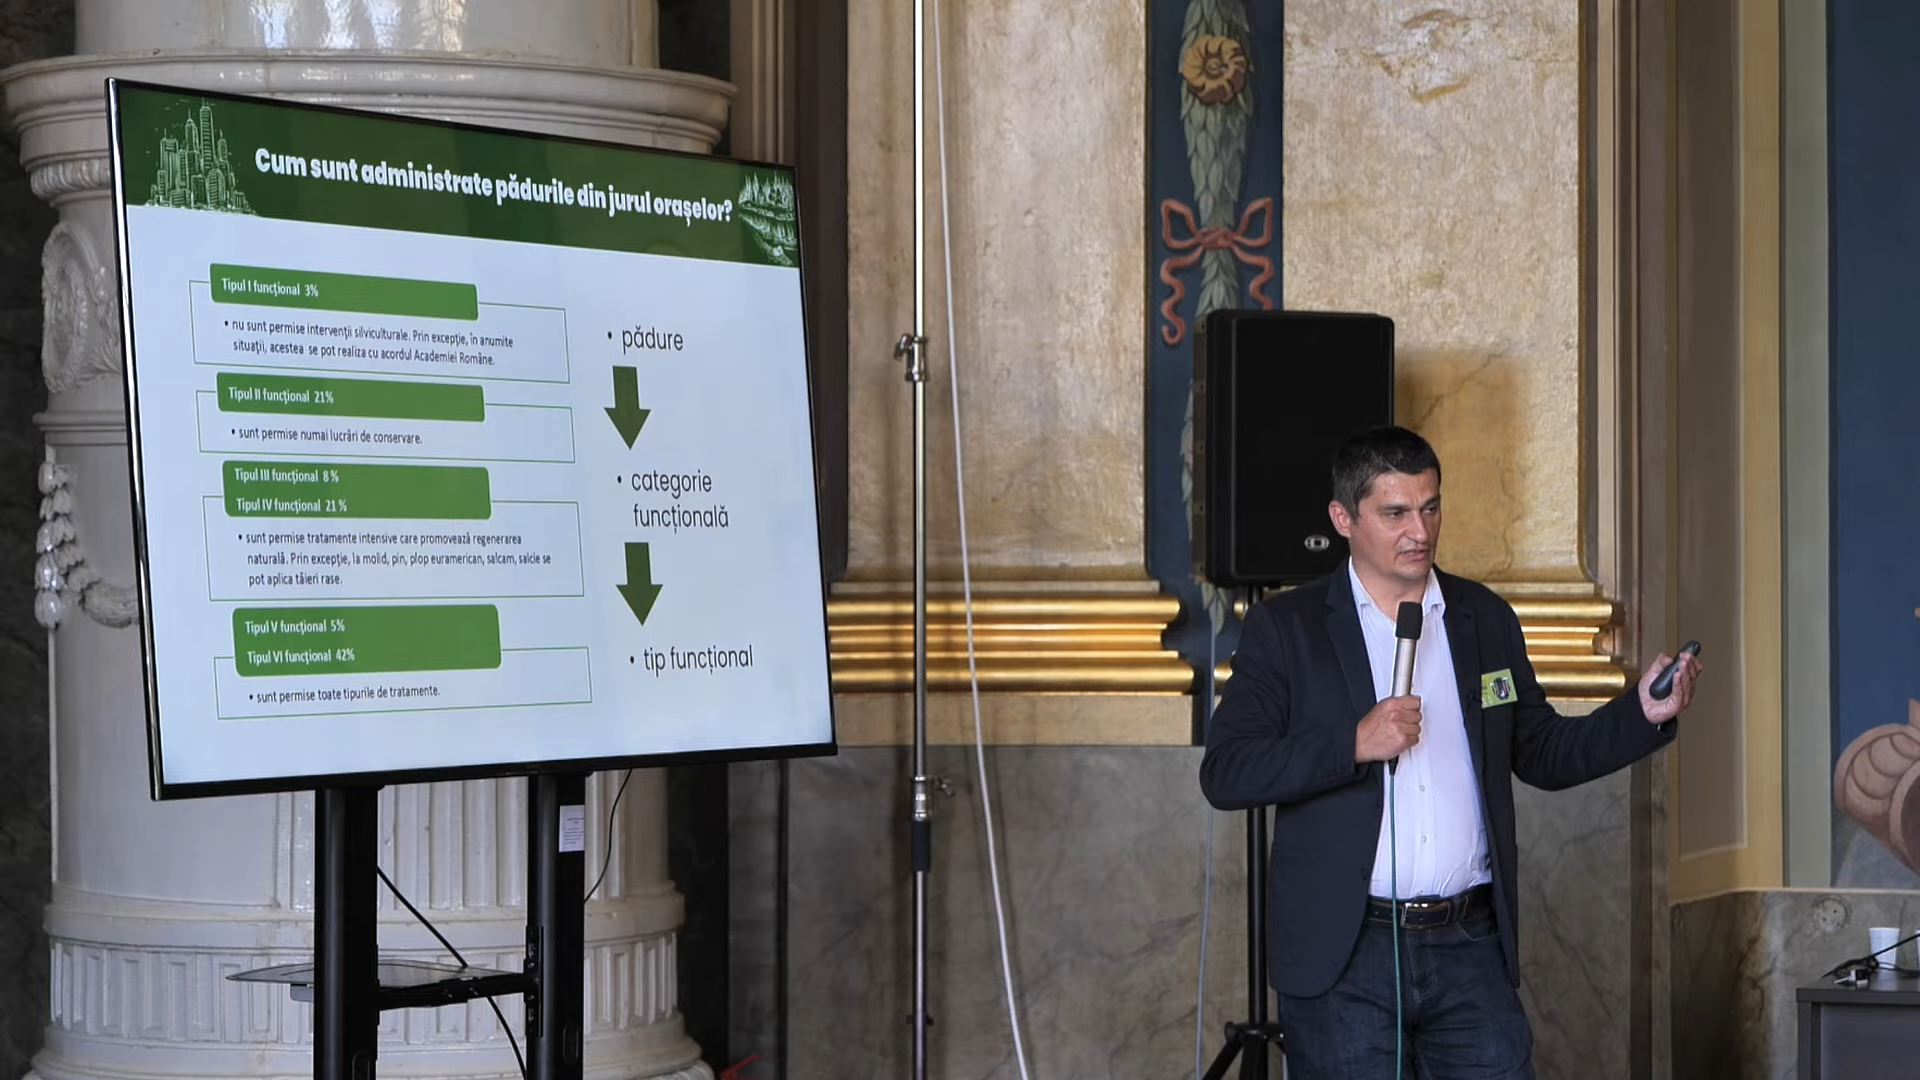 Cum sunt administrate pădurile din jurul orașelor?
Tipul I funcțional 3%
• nu sunt permise intervenții silviculturale. Prin excepție, în anumite
situații, acestea se pot realiza cu acordul Academiei Române.
Tipul II funcțional 21%
• sunt permise numai lucrări de conservare.
Tipul III funcțional 8 %
Tipul IV funcțional 21 %
• sunt permise tratamente intensive care promovează regenerarea
naturală. Prin excepție, la molid, pin, plop euramerican, salcam, salcie se
pot aplica tăieri rase.
Tipul V funcțional 5%
Tipul VI funcțional 42%
• sunt permise toate tipurile de tratamente.
• pădure
• categorie
funcțională
• tip funcțional